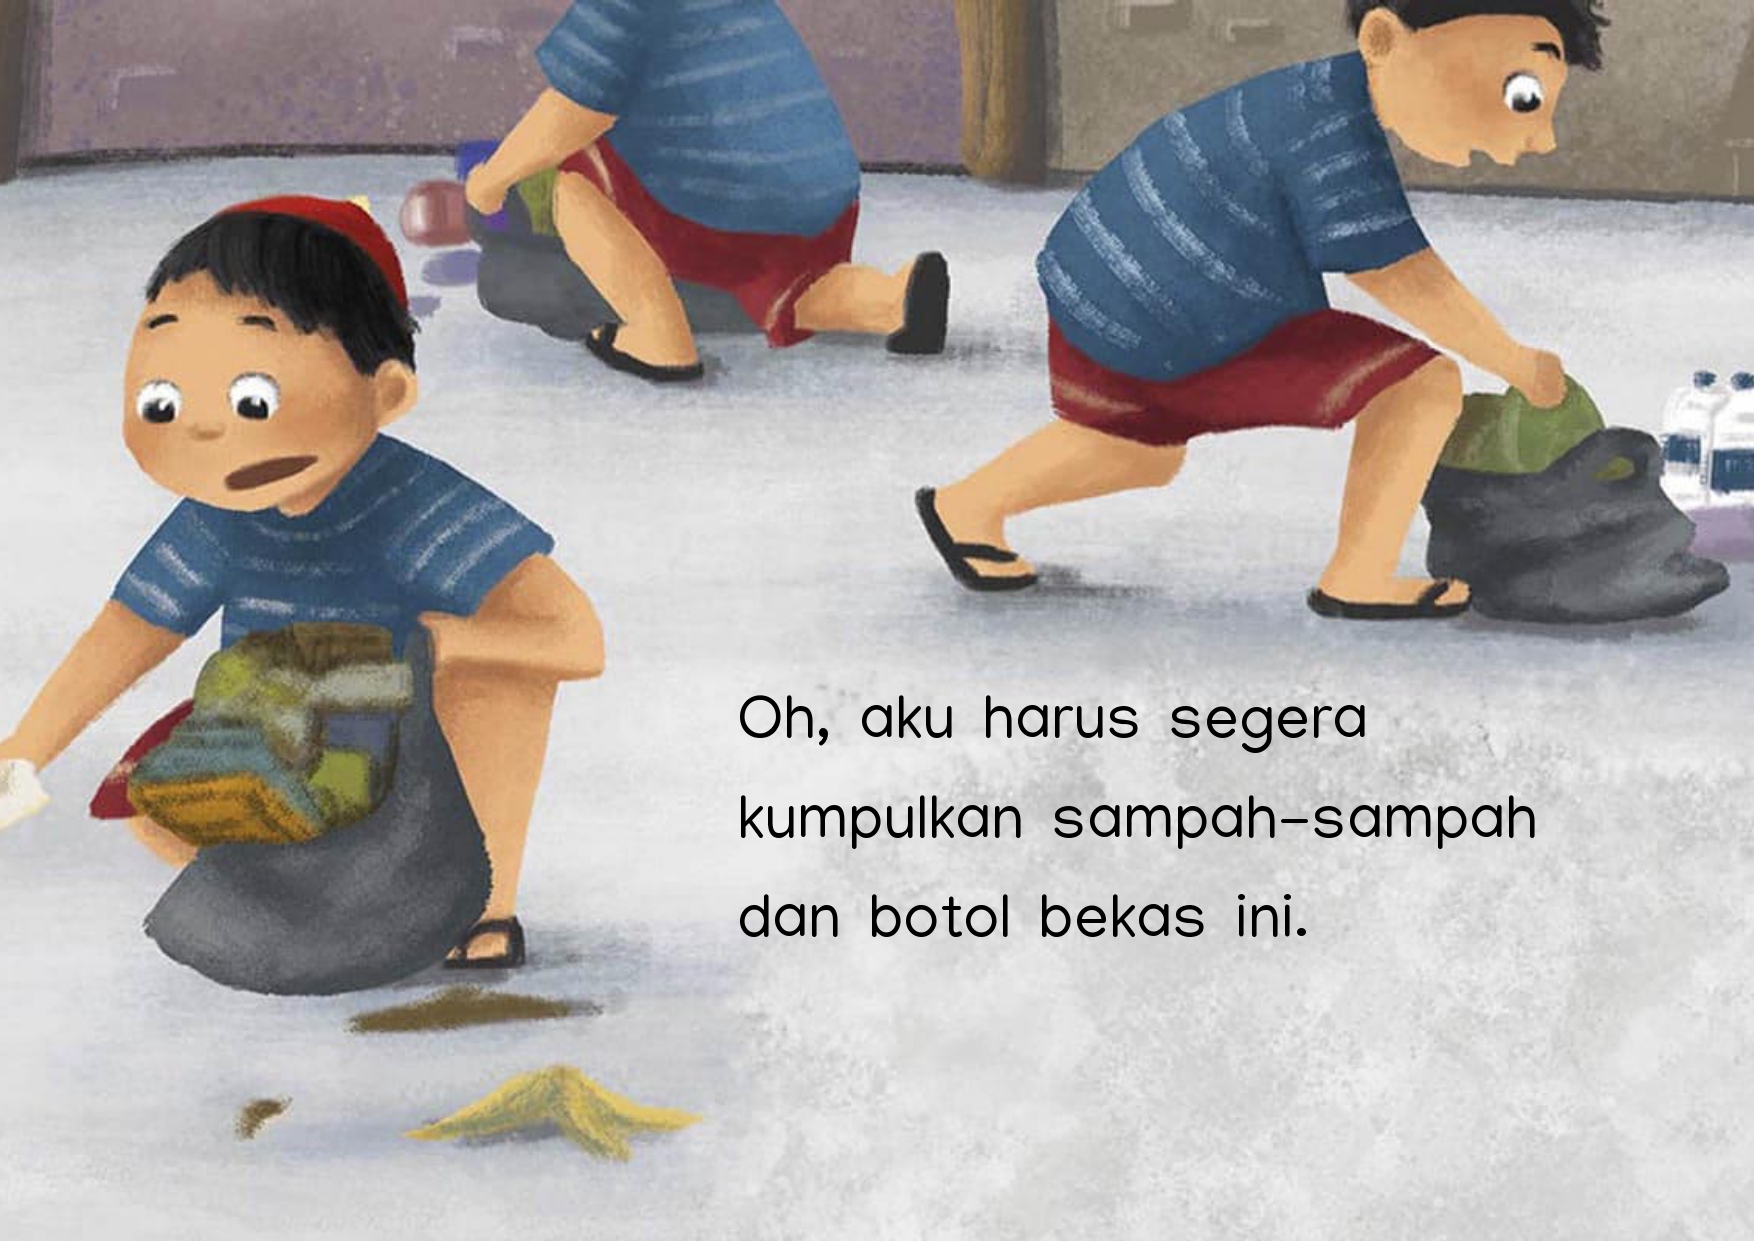 Oh, aku harus segera
kumpulkan sampah-sampah
dan botol bekas ini.